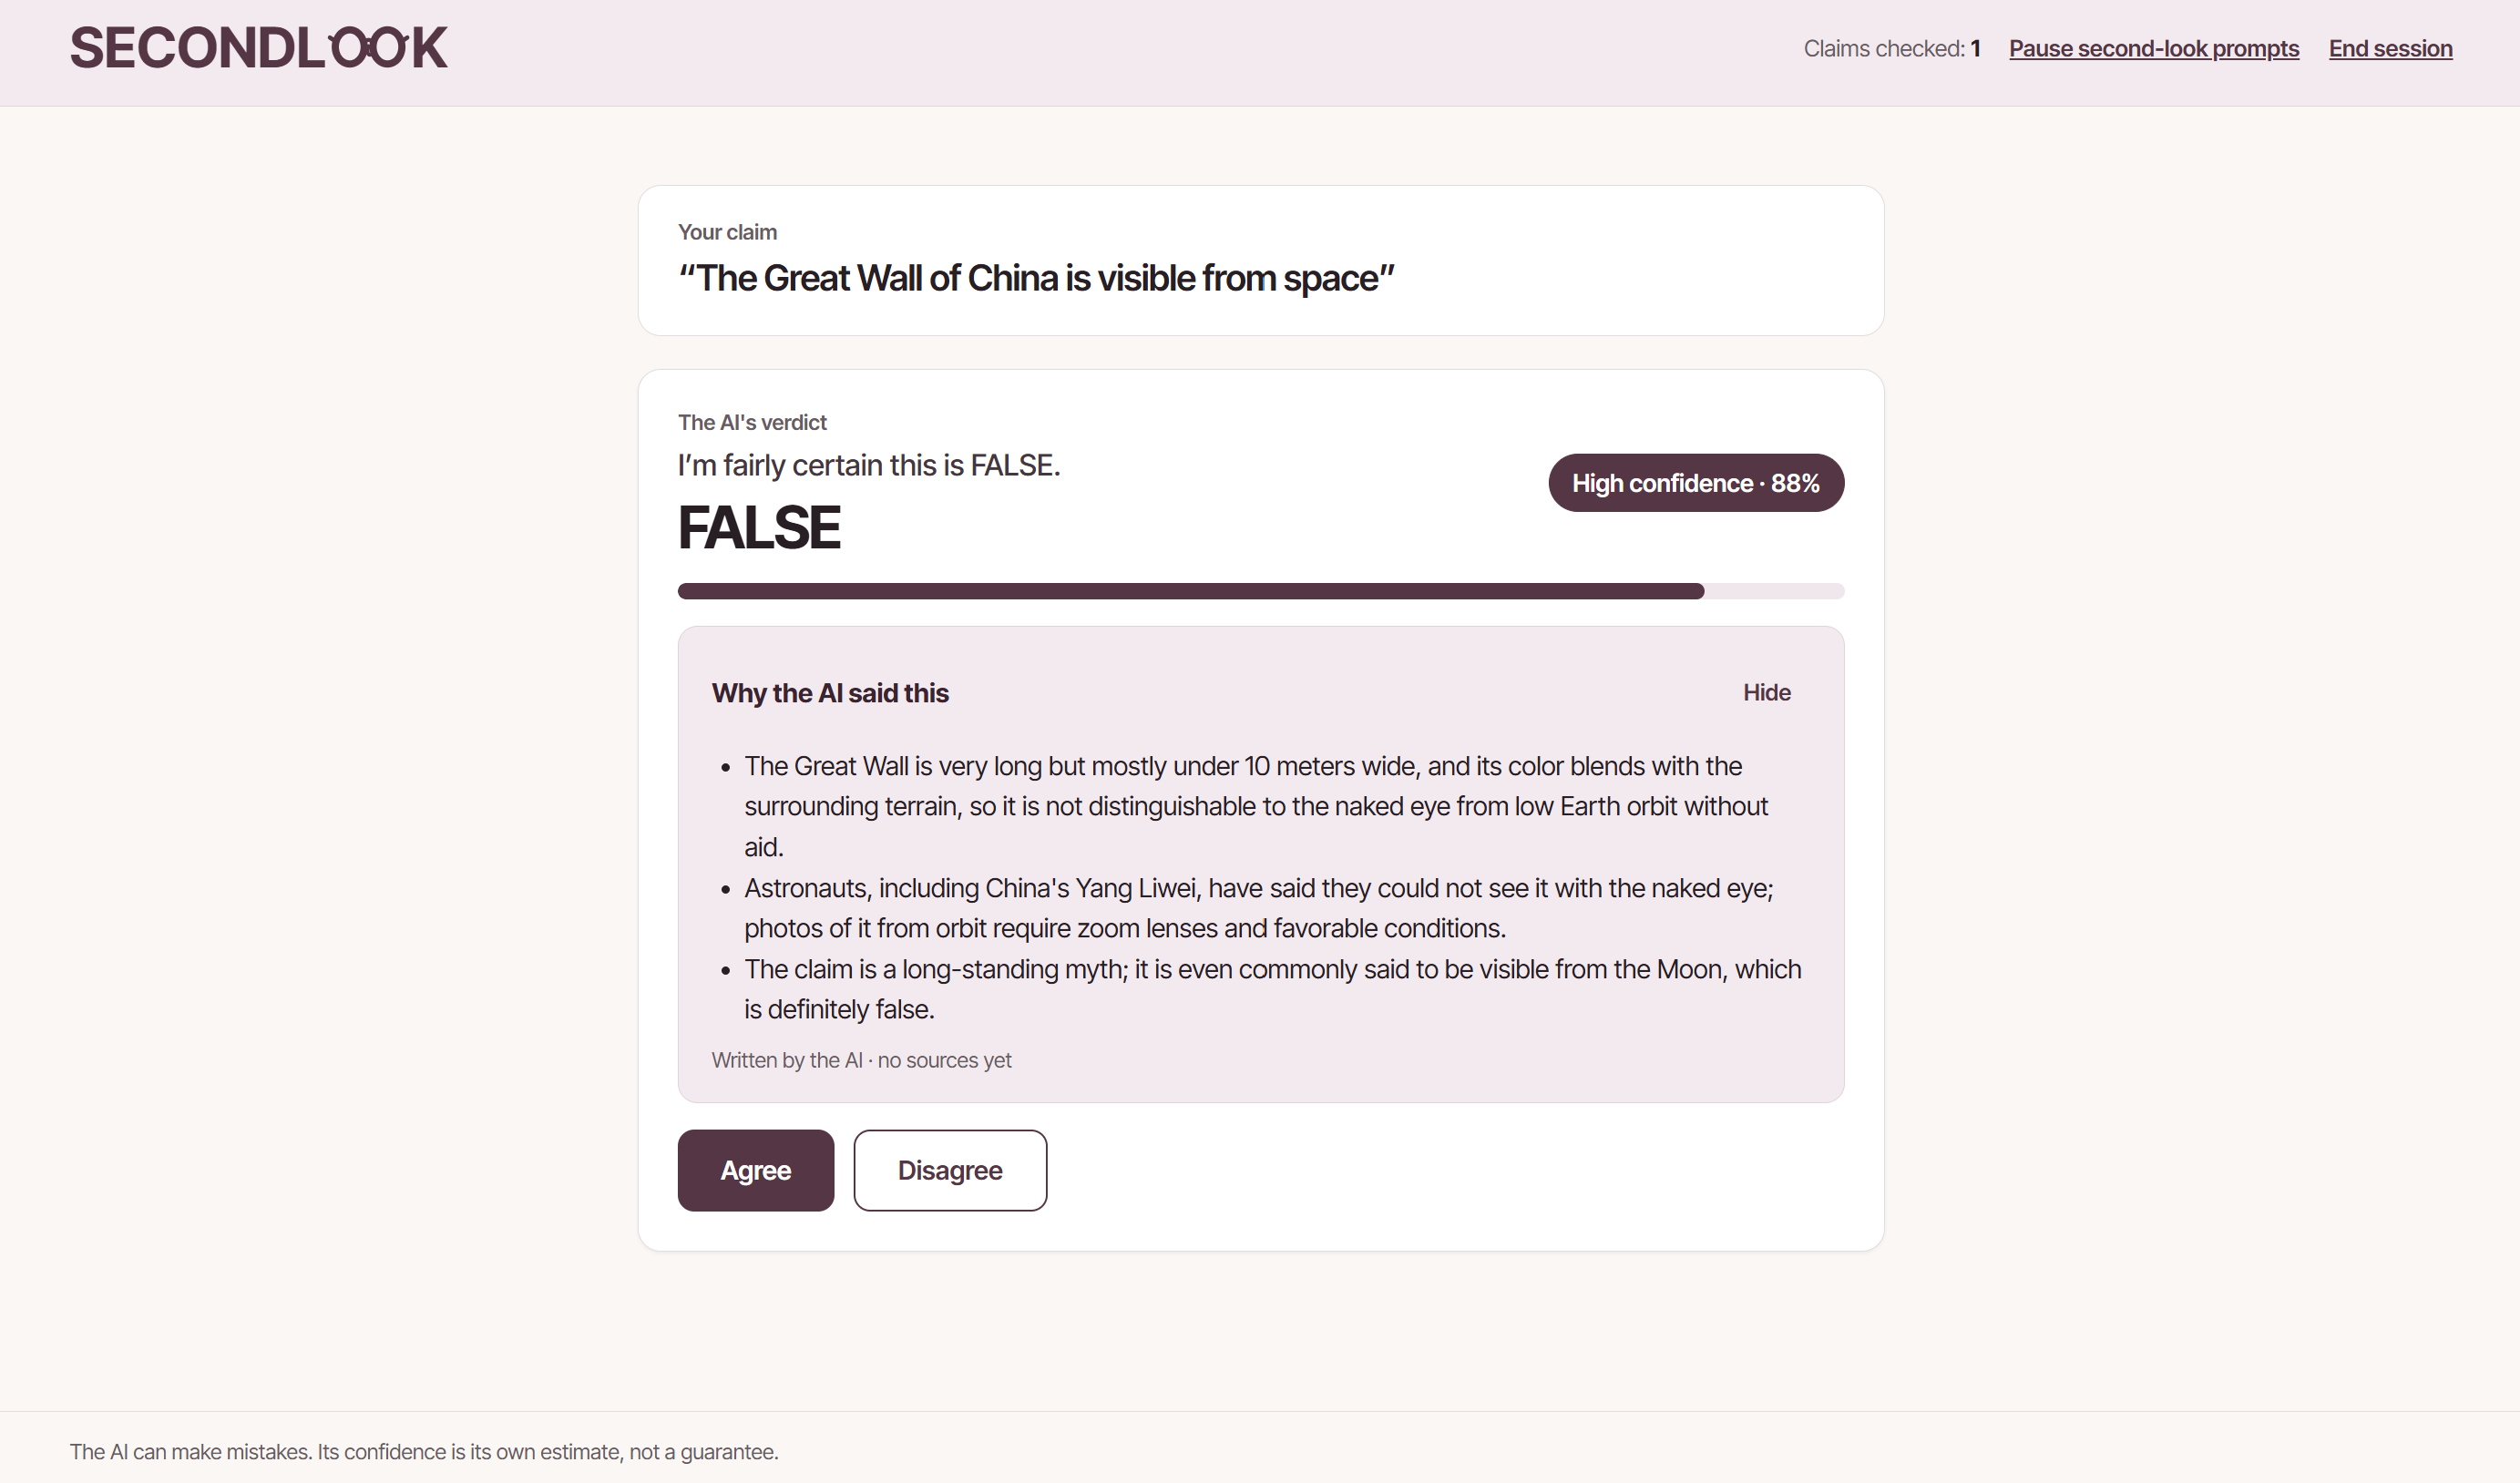 SECONDLOOK
Claims checked: 1 Pause second-look prompts End session
Your claim
“The Great Wall of China is visible from space”
The AI's verdict
I’m fairly certain this is FALSE.
High confidence · 88%
FALSE
Why the AI said this
Hide
• The Great Wall is very long but mostly under 10 meters wide, and its color blends with the
surrounding terrain, so it is not distinguishable to the naked eye from low Earth orbit without
aid.
• Astronauts, including China's Yang Liwei, have said they could not see it with the naked eye;
photos of it from orbit require zoom lenses and favorable conditions.
• The claim is a long-standing myth; it is even commonly said to be visible from the Moon, which
is definitely false.
Written by the AI · no sources yet
Agree
Disagree
The AI can make mistakes. Its confidence is its own estimate, not a guarantee.